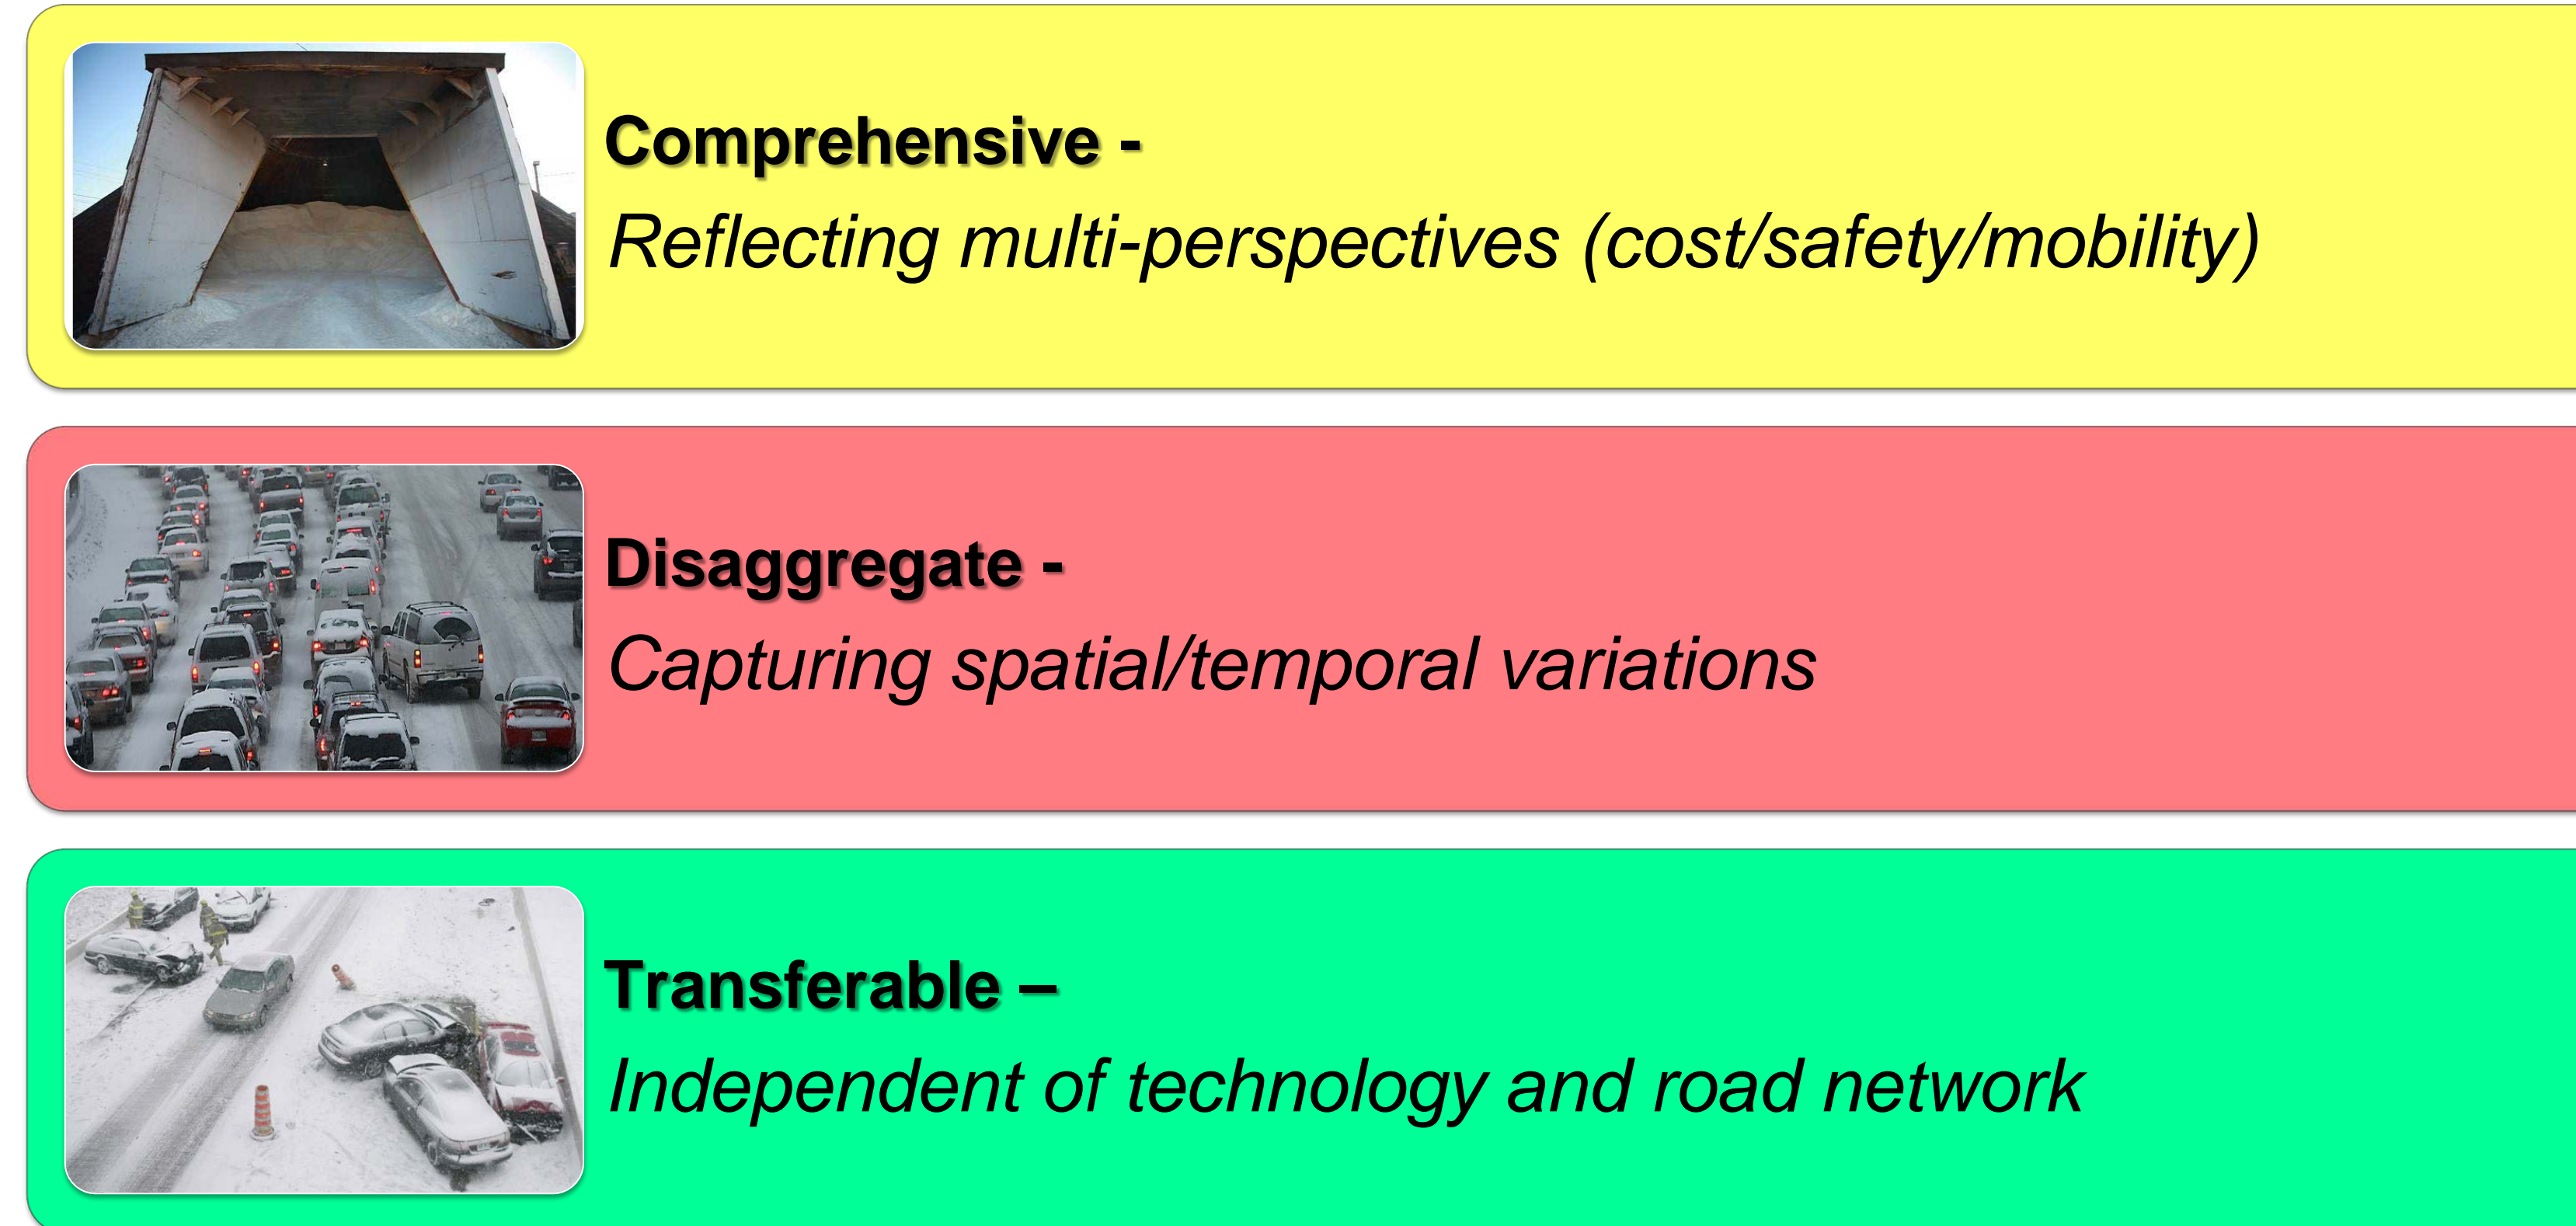 Comprehensive -
Reflecting multi-perspectives (cost/safety/mobility)
Disaggregate -
Capturing spatial/temporal variations
Transferable –
Independent of technology and road network